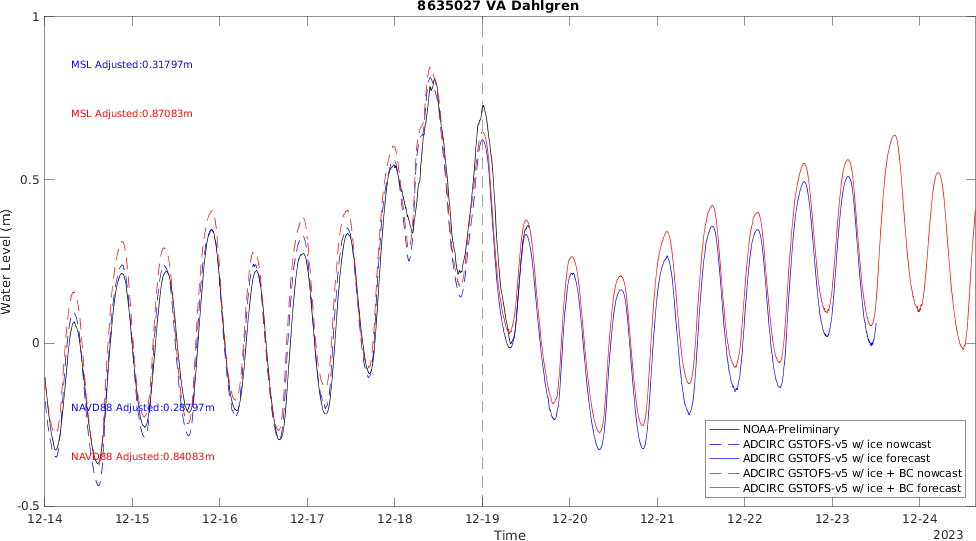 8635027 VA Dahlgren
1
MSL Adjusted:0.31797m
MSL Adjusted:0.87083m
0.5
Water Level (m)
0
NAVD88 Adjusted:0.28797m
NAVD88 Adjusted:0.84083m
NOAA-Preliminary
ADCIRC GSTOFS-v5 w/ ice nowcast
ADCIRC GSTOFS-v5 w/ ice forecast
ADCIRC GSTOFS-v5 w/ ice + BC nowcast
ADCIRC GSTOFS-v5 w/ ice + BC forecast
-0.5
12-14 12-15 12-16 12-17 12-18 12-19 12-20 12-21 12-22 12-23 12-24
Time
2023